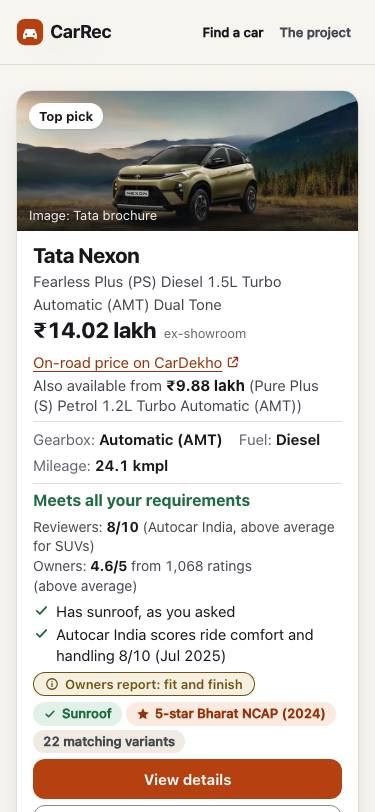 CarRec
Find a car
The project
Top pick
NEXON
Image: Tata brochure
Tata Nexon
Fearless Plus (PS) Diesel 1.5L Turbo
Automatic (AMT) Dual Tone
₹14.02 lakh ex-showroom
On-road price on CarDekho
Also available from ₹9.88 lakh (Pure Plus
(S) Petrol 1.2L Turbo Automatic (AMT))
Gearbox: Automatic (AMT) Fuel: Diesel
Mileage: 24.1 kmpl
Meets all your requirements
Reviewers: 8/10 (Autocar India, above average
for SUVs)
Owners: 4.6/5 from 1,068 ratings
(above average)
Has sunroof, as you asked
Autocar India scores ride comfort and
handling 8/10 (Jul 2025)
Owners report: fit and finish
Sunroof
5-star Bharat NCAP (2024)
22 matching variants
View details